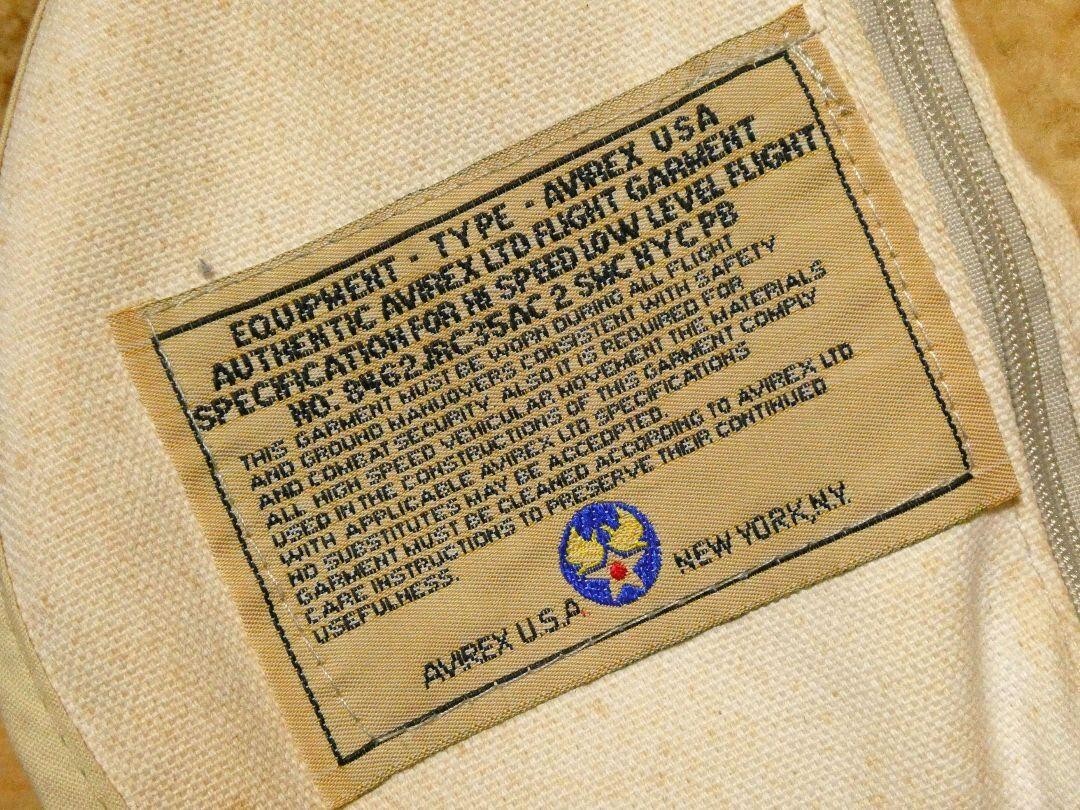 EQUIPMENT - TYPE - AVIREX USA
AUTHENTIC AVIREX LTD FLIGHT GARMENT
SPECIFICATION FOR HI SPEED LOW LEVEL FLIGHT
NO: 8462JRC35AC 2 SMC NYC PB
THIS GARMENT MUST BE WORN DURING ALL FLIGHT
AND GROUND MANUOVERS CONSISTENT WITH SAFETY
AND COMBAT SECURITY. ALSO IT IS REQUIRED FOR
ALL HIGH SPEED VEHICULAR MOVEMENT THE MATERIALS
USED IN THE CONSTRUCTIONS OF THIS GARMENT COMPLY
WITH APPLICABLE AVIREX LTD SPECIFICATIONS
NO SUBSTITUTES MAY BE ACCEPTED.
GARMENT MUST BE CLEANED ACCORDING TO AVIREX LTD
CARE INSTRUCTIONS TO PRESERVE THEIR CONTINUED
USEFULNESS.
AVIREX U.S.A. NEW YORK, N.Y.